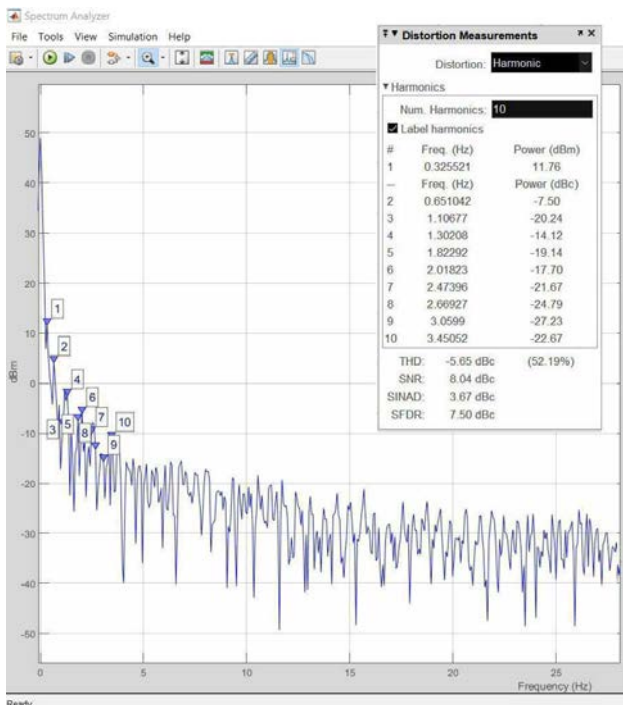 Spectrum Analyzer
File Tools View Simulation Help
Distortion Measurements
Distortion: Harmonic
Harmonics
Num. Harmonics: 10
Label harmonics
# Freq. (Hz) Power (dBm)
1 0.325521 11.76
-- Freq. (Hz) Power (dBc)
2 0.651042 -7.50
3 1.10677 -20.24
4 1.30208 -14.12
5 1.82292 -19.14
6 2.01823 -17.70
7 2.47396 -21.67
8 2.66927 -24.79
9 3.0599 -27.23
10 3.45052 -22.67
THD: -5.65 dBc (52.19%)
SNR: 8.04 dBc
SINAD: 3.67 dBc
SFDR: 7.50 dBc
50
40
30
20
10
0
-10
-20
-30
-40
-50
dBm
1
2
4
6
3
5
8
7
9
10
0 5 10 15 20 25
Frequency (Hz)
Ready